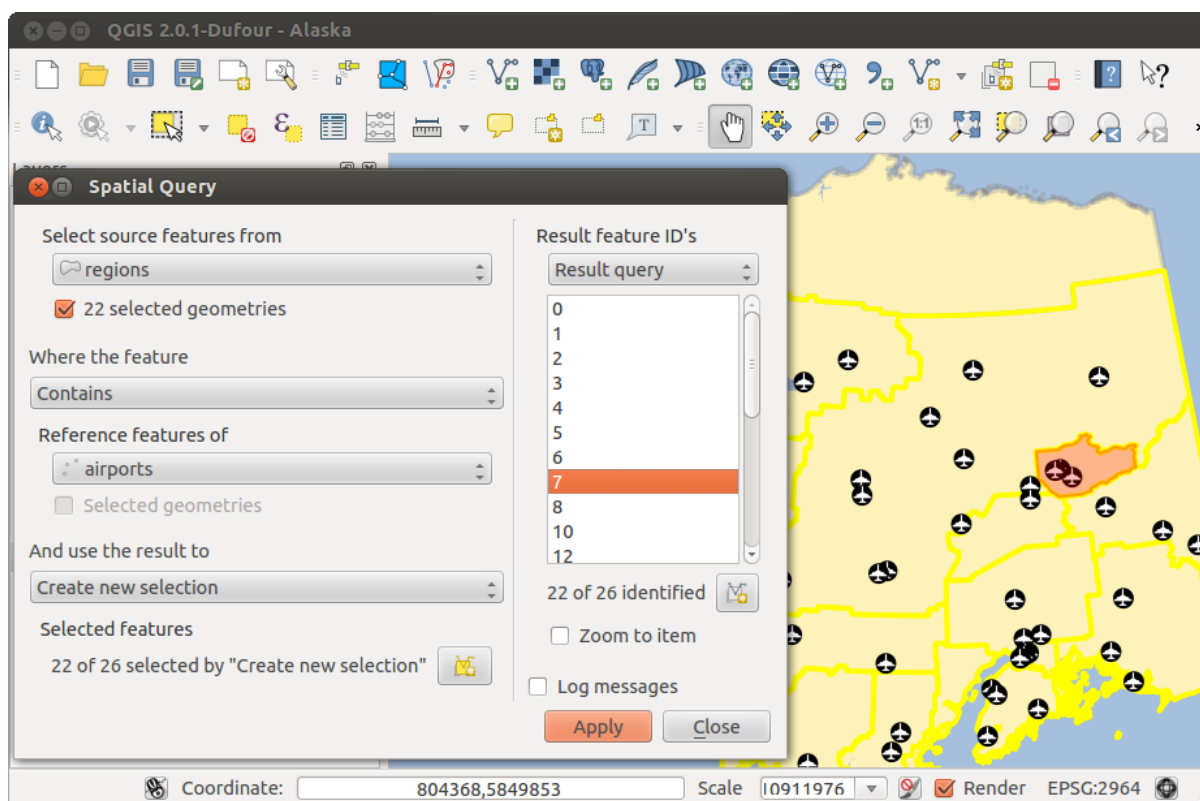 QGIS 2.0.1-Dufour - Alaska
Layers
Spatial Query
Select source features from
regions
22 selected geometries
Where the feature
Contains
Reference features of
airports
Selected geometries
And use the result to
Create new selection
Selected features
22 of 26 selected by "Create new selection"
Result feature ID's
Result query
0
1
2
3
4
5
6
7
8
10
12
22 of 26 identified
Zoom to item
Log messages
Apply
Close
Coordinate:
804368,5849853
Scale
10911976
Render
EPSG:2964